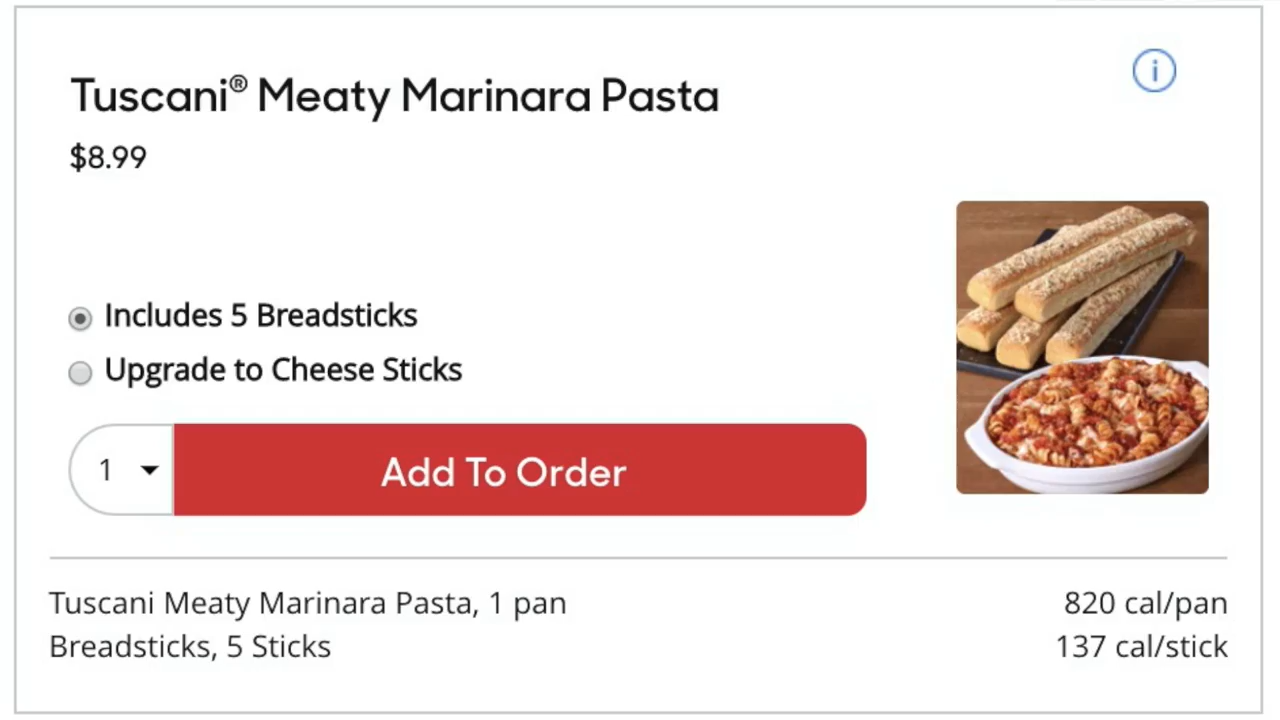 Tuscani® Meaty Marinara Pasta
$8.99
Includes 5 Breadsticks
Upgrade to Cheese Sticks
1 Add To Order
Tuscani Meaty Marinara Pasta, 1 pan 820 cal/pan
Breadsticks, 5 Sticks 137 cal/stick